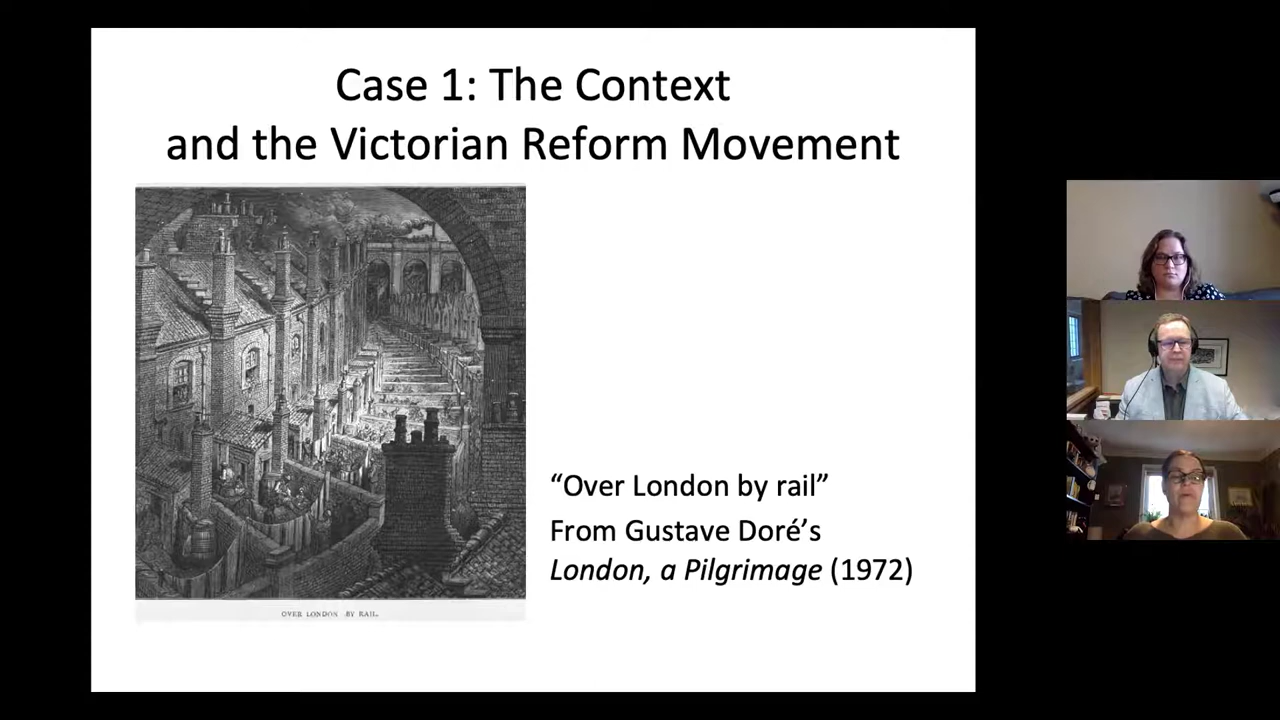 Case 1: The Context
and the Victorian Reform Movement
“Over London by rail”
From Gustave Doré’s
London, a Pilgrimage (1972)
OVER LONDON BY RAIL.